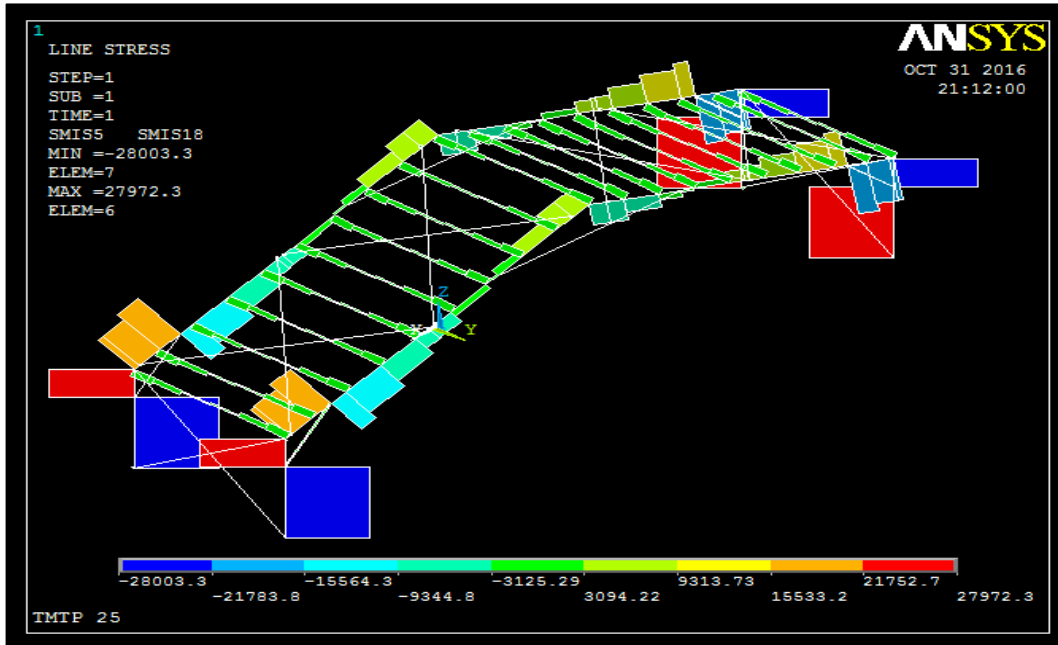 1
LINE STRESS
STEP=1
SUB =1
TIME=1
SMIS5 SMIS18
MIN =-28003.3
ELEM=7
MAX =27972.3
ELEM=6
ANSYS
OCT 31 2016
21:12:00
Z
X Y
-28003.3 -15564.3 -3125.29 9313.73 21752.7
-21783.8 -9344.8 3094.22 15533.2 27972.3
TMTP 25